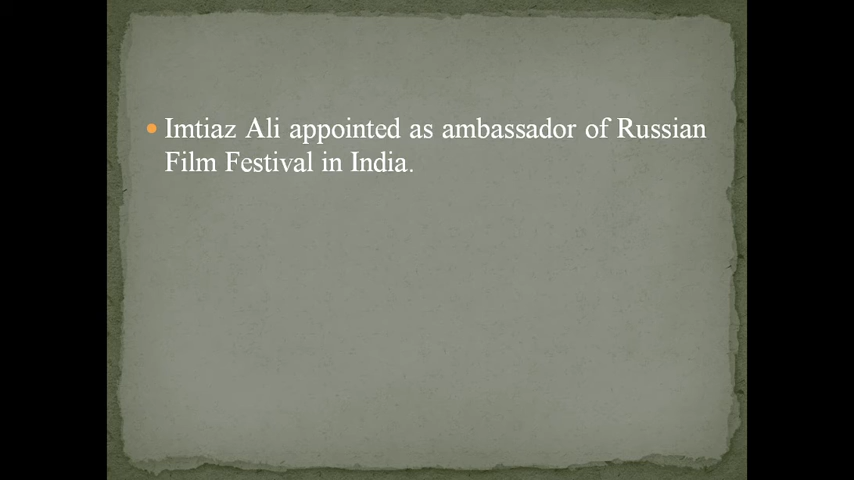 • Imtiaz Ali appointed as ambassador of Russian
Film Festival in India.